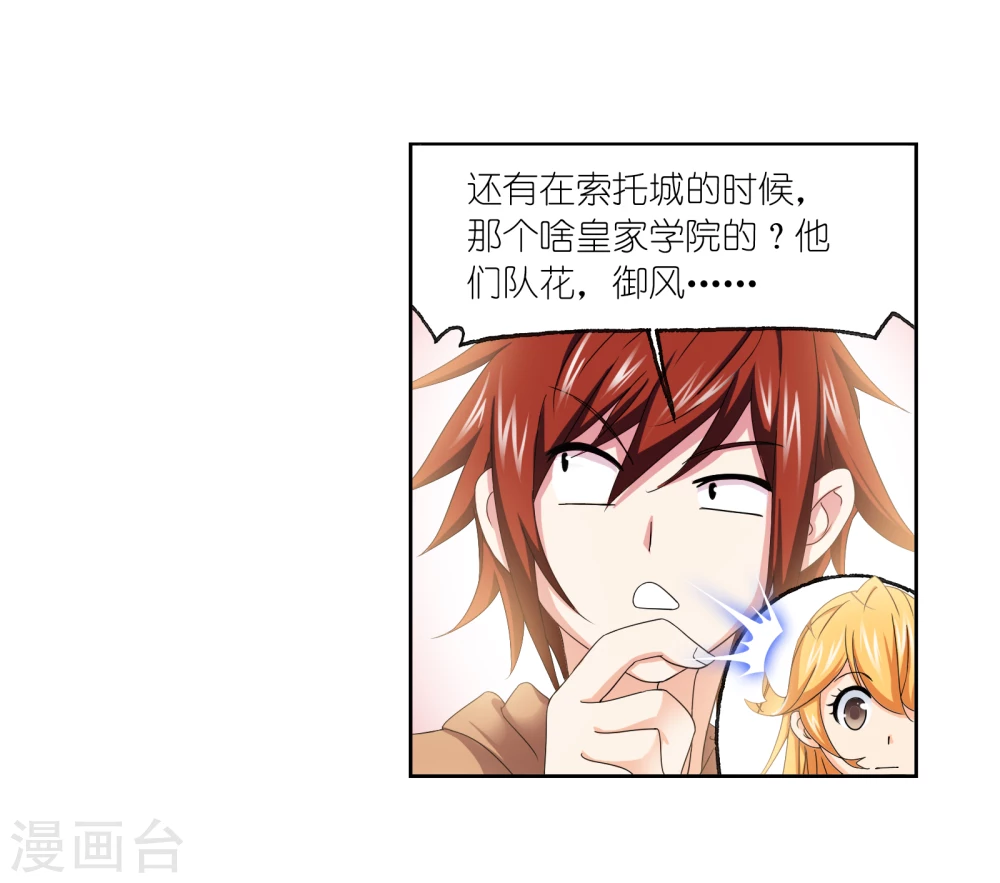 还有在索托城的时候，
那个啥皇家学院的？他
们队花，御风……
漫画台